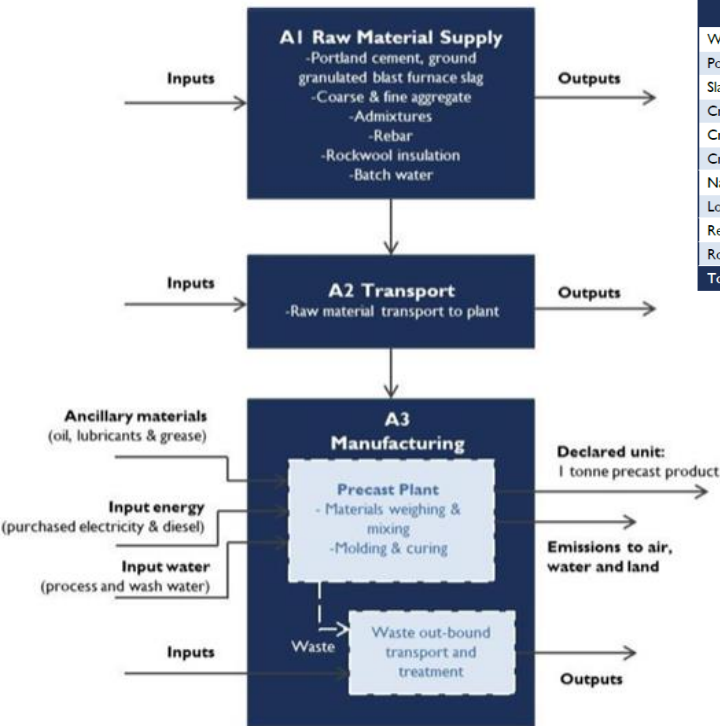 A1 Raw Material Supply
-Portland cement, ground
granulated blast furnace slag
-Coarse & fine aggregate
-Admixtures
-Rebar
-Rockwool insulation
-Batch water
Inputs
Outputs
A2 Transport
-Raw material transport to plant
Inputs
Outputs
A3
Manufacturing
Ancillary materials
(oil, lubricants & grease)
Input energy
(purchased electricity & diesel)
Input water
(process and wash water)
Precast Plant
- Materials weighing &
mixing
-Molding & curing
Declared unit:
1 tonne precast product
Emissions to air,
water and land
Waste
Waste out-bound
transport and
treatment
Inputs
Outputs